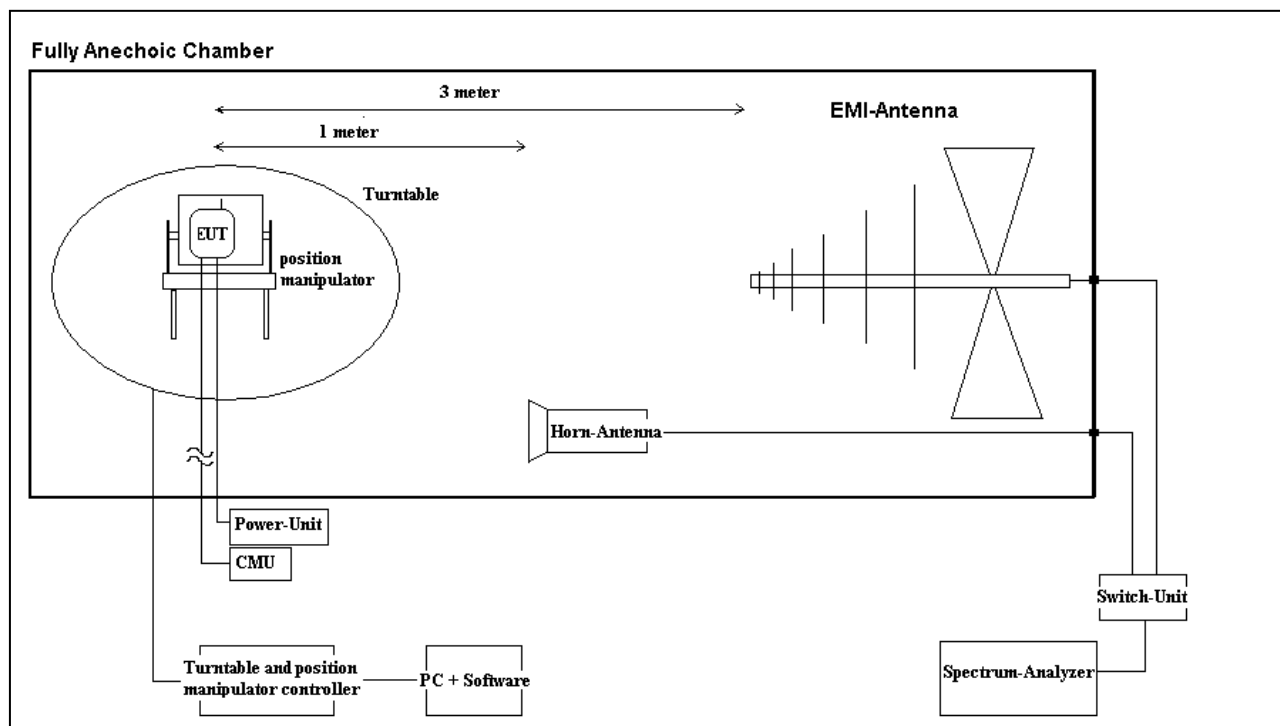 Fully Anechoic Chamber
3 meter
EMI-Antenna
1 meter
Turntable
EUT
position
manipulator
Horn-Antenna
Power-Unit
CMU
Switch-Unit
Turntable and position
manipulator controller
PC + Software
Spectrum-Analyzer